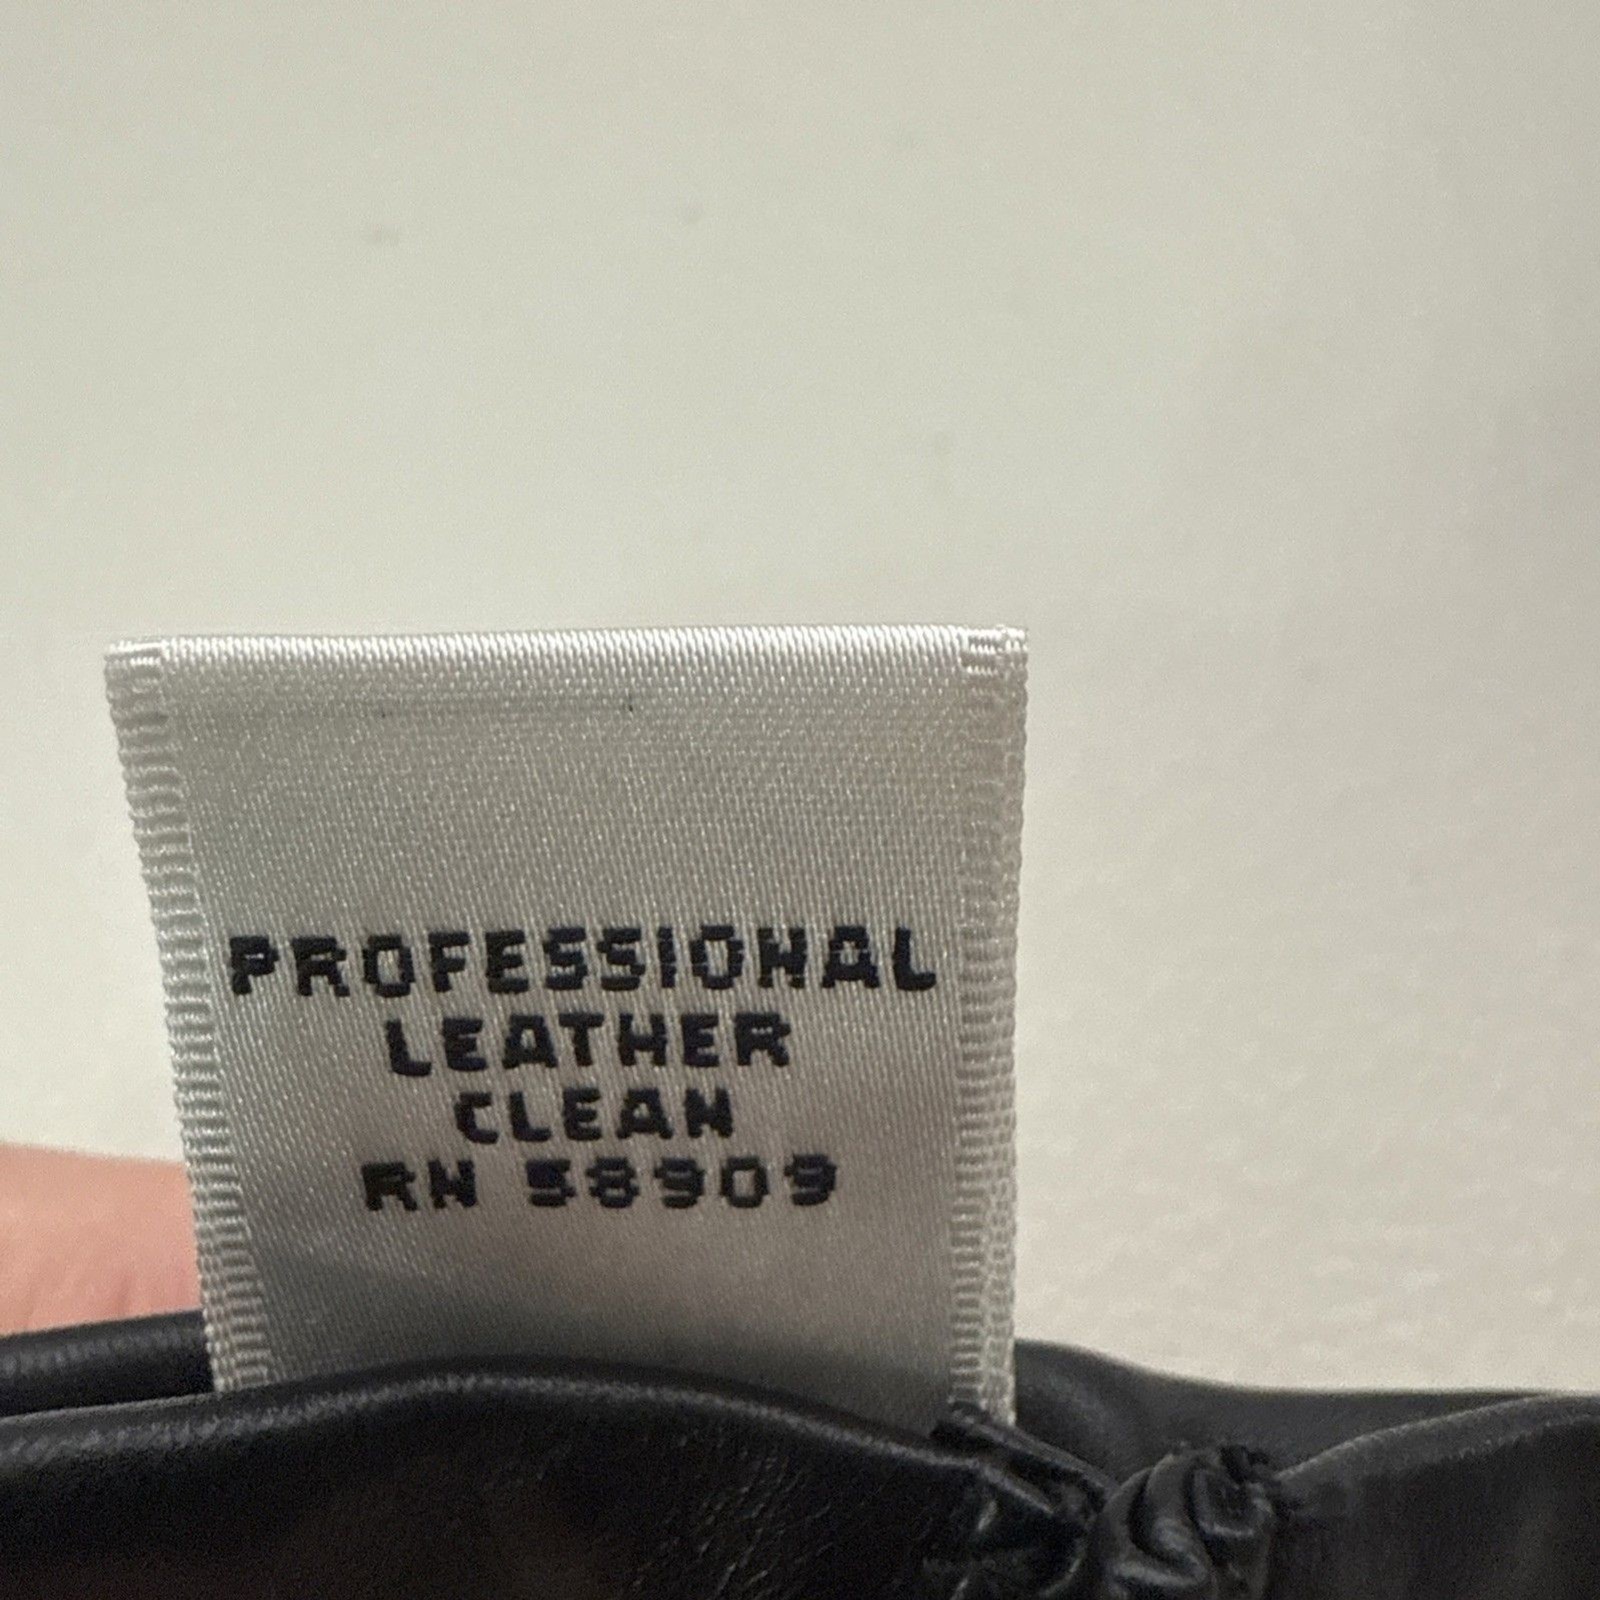 PROFESSIONAL
LEATHER
CLEAN
RN 58909